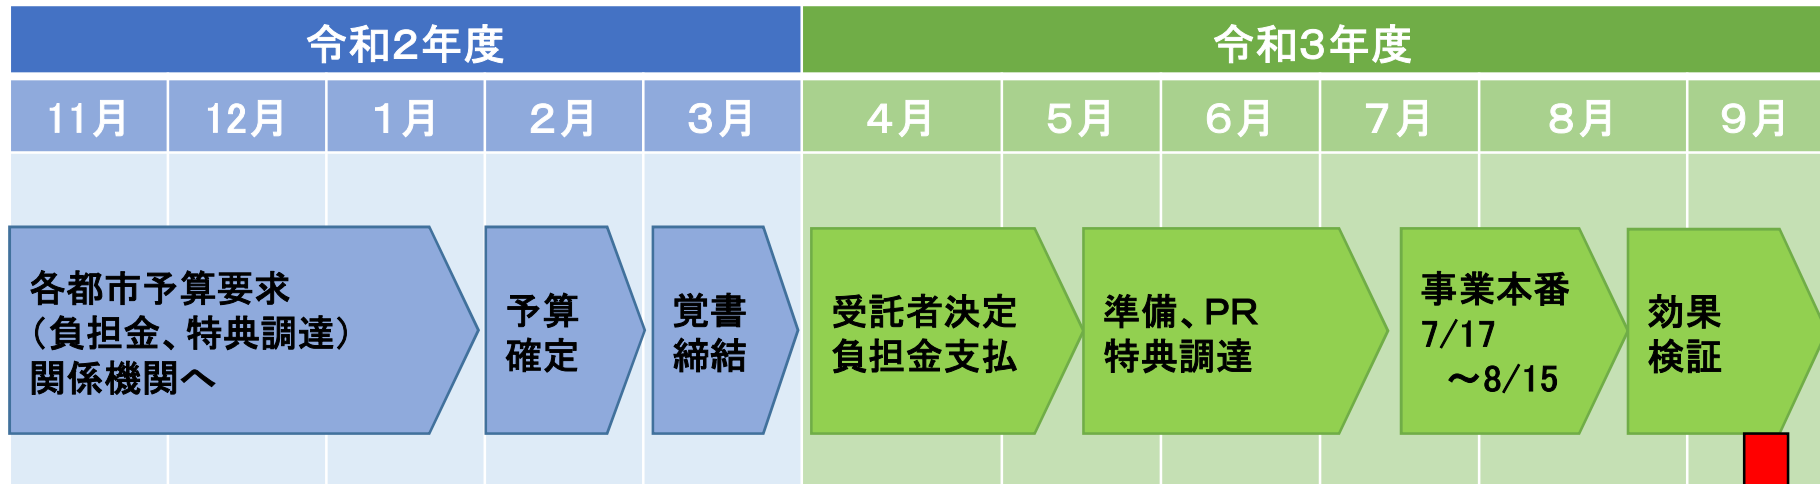 令和2年度
令和3年度
11月
12月
1月
2月
3月
4月
5月
6月
7月
8月
9月
各都市予算要求
（負担金、特典調達）
関係機関へ
予算
確定
覚書
締結
受託者決定
負担金支払
準備、PR
特典調達
事業本番
7/17
～8/15
効果
検証